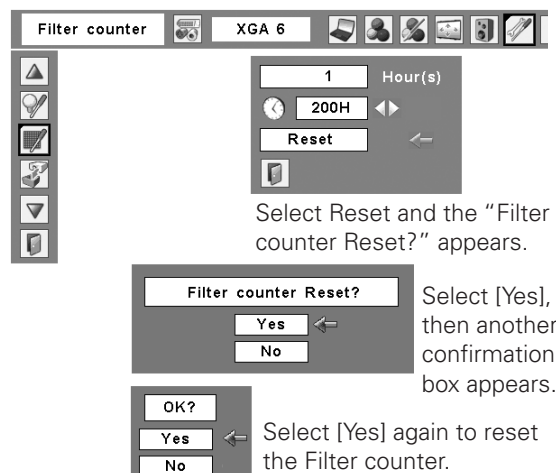 Filter counter
XGA 6
1 Hour(s)
200H
Reset
Select Reset and the “Filter
counter Reset?” appears.
Filter counter Reset?
Yes
No
Select [Yes],
then another
confirmation
box appears.
OK?
Yes
No
Select [Yes] again to reset
the Filter counter.